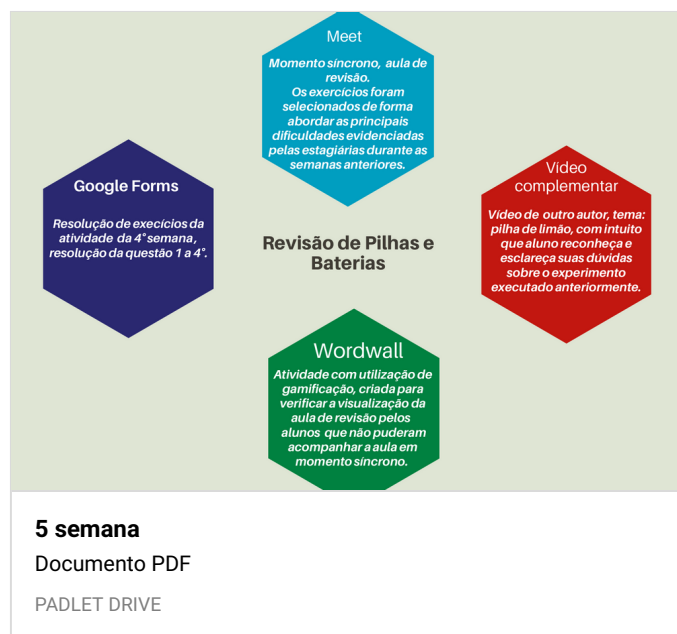 Meet
Momento síncrono, aula de
revisão.
Os exercícios foram
selecionados de forma
abordar as principais
dificuldades evidenciadas
pelas estagiárias durante as
semanas anteriores.
Google Forms
Resolução de execícios da
atividade da 4° semana,
resolução da questão 1 a 4°.
Revisão de Pilhas e
Baterias
Vídeo
complementar
Vídeo de outro autor, tema:
pilha de limão, com intuito
que aluno reconheça e
esclareça suas dúvidas
sobre o experimento
executado anteriormente.
Wordwall
Atividade com utilização de
gamificação, criada para
verificar a visualização da
aula de revisão pelos
alunos que não puderam
acompanhar a aula em
momento síncrono.
5 semana
Documento PDF
PADLET DRIVE